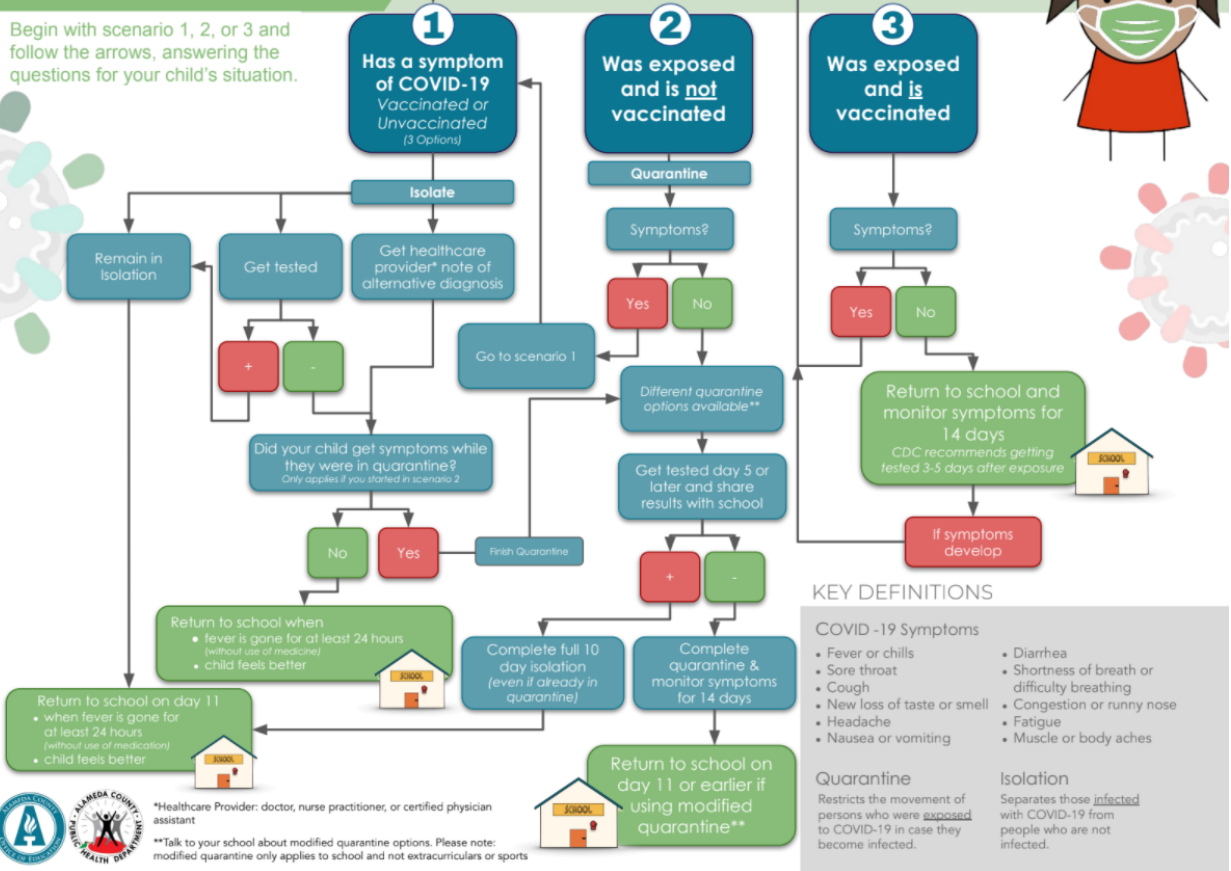 Begin with scenario 1, 2, or 3 and
follow the arrows, answering the
questions for your child's situation.
1
Has a symptom
of COVID-19
Vaccinated or
Unvaccinated
(3 Options)
2
Was exposed
and is not
vaccinated
3
Was exposed
and is
vaccinated
Isolate
Remain in
Isolation
Get tested
Get healthcare
provider* note of
alternative diagnosis
+
-
Did your child get symptoms while
they were in quarantine?
Only applies if you started in scenario 2
No
Yes
Finish Quarantine
Return to school when
• fever is gone for at least 24 hours
(without use of medicine)
• child feels better
SCHOOL
Return to school on day 11
• when fever is gone for
at least 24 hours
(without use of medication)
• child feels better
SCHOOL
Quarantine
Symptoms?
Yes
No
Go to scenario 1
Different quarantine
options available**
Get tested day 5 or
later and share
results with school
+
-
Complete full 10
day isolation
(even if already in
quarantine)
Complete
quarantine &
monitor symptoms
for 14 days
Return to school on
day 11 or earlier if
using modified
quarantine**
SCHOOL
Symptoms?
Yes
No
Return to school and
monitor symptoms for
14 days
CDC recommends getting
tested 3-5 days after exposure
SCHOOL
If symptoms
develop
KEY DEFINITIONS
COVID -19 Symptoms
• Fever or chills
• Sore throat
• Cough
• New loss of taste or smell
• Headache
• Nausea or vomiting
• Diarrhea
• Shortness of breath or
difficulty breathing
• Congestion or runny nose
• Fatigue
• Muscle or body aches
Quarantine
Restricts the movement of
persons who were exposed
to COVID-19 in case they
become infected.
Isolation
Separates those infected
with COVID-19 from
people who are not
infected.
ALAMEDA COUNTY
OFFICE OF EDUCATION
ALAMEDA COUNTY
PUBLIC HEALTH DEPARTMENT
*Healthcare Provider: doctor, nurse practitioner, or certified physician
assistant
**Talk to your school about modified quarantine options. Please note:
modified quarantine only applies to school and not extracurriculars or sports